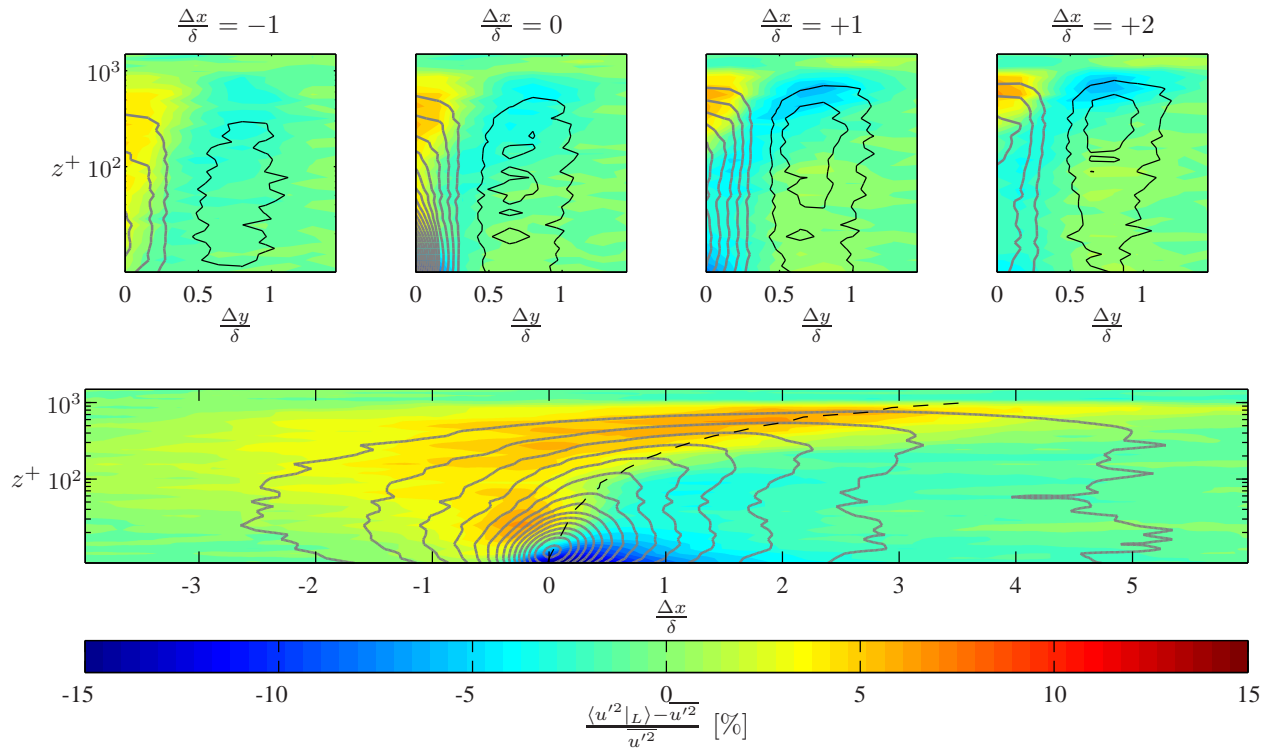 Δx/δ = −1 Δx/δ = 0 Δx/δ = +1 Δx/δ = +2
10³
z⁺ 10²
0 0.5 1 0 0.5 1 0 0.5 1 0 0.5 1
Δy/δ Δy/δ Δy/δ Δy/δ
10³
z⁺ 10²
-3 -2 -1 0 1 2 3 4 5
Δx/δ
-15 -10 -5 0 5 10 15
(⟨u′²|_L⟩−u̅′̅²̅)/u̅′̅²̅ [%]